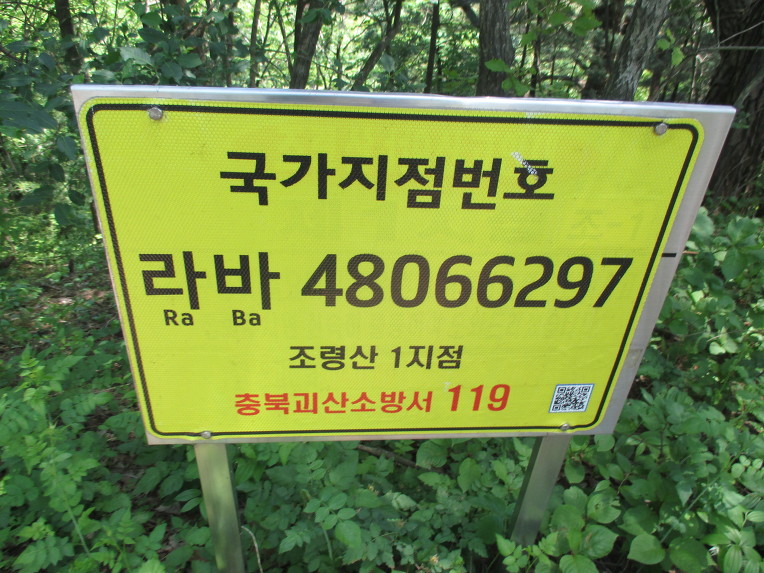 국가지점번호
라바 48066297
Ra Ba
조령산 1지점
충북괴산소방서 119